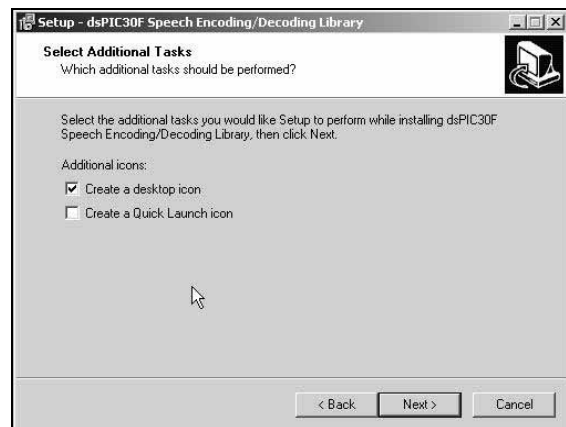 Setup - dsPIC30F Speech Encoding/Decoding Library
Select Additional Tasks
Which additional tasks should be performed?
Select the additional tasks you would like Setup to perform while installing dsPIC30F
Speech Encoding/Decoding Library, then click Next.
Additional icons:
Create a desktop icon
Create a Quick Launch icon
< Back
Next >
Cancel